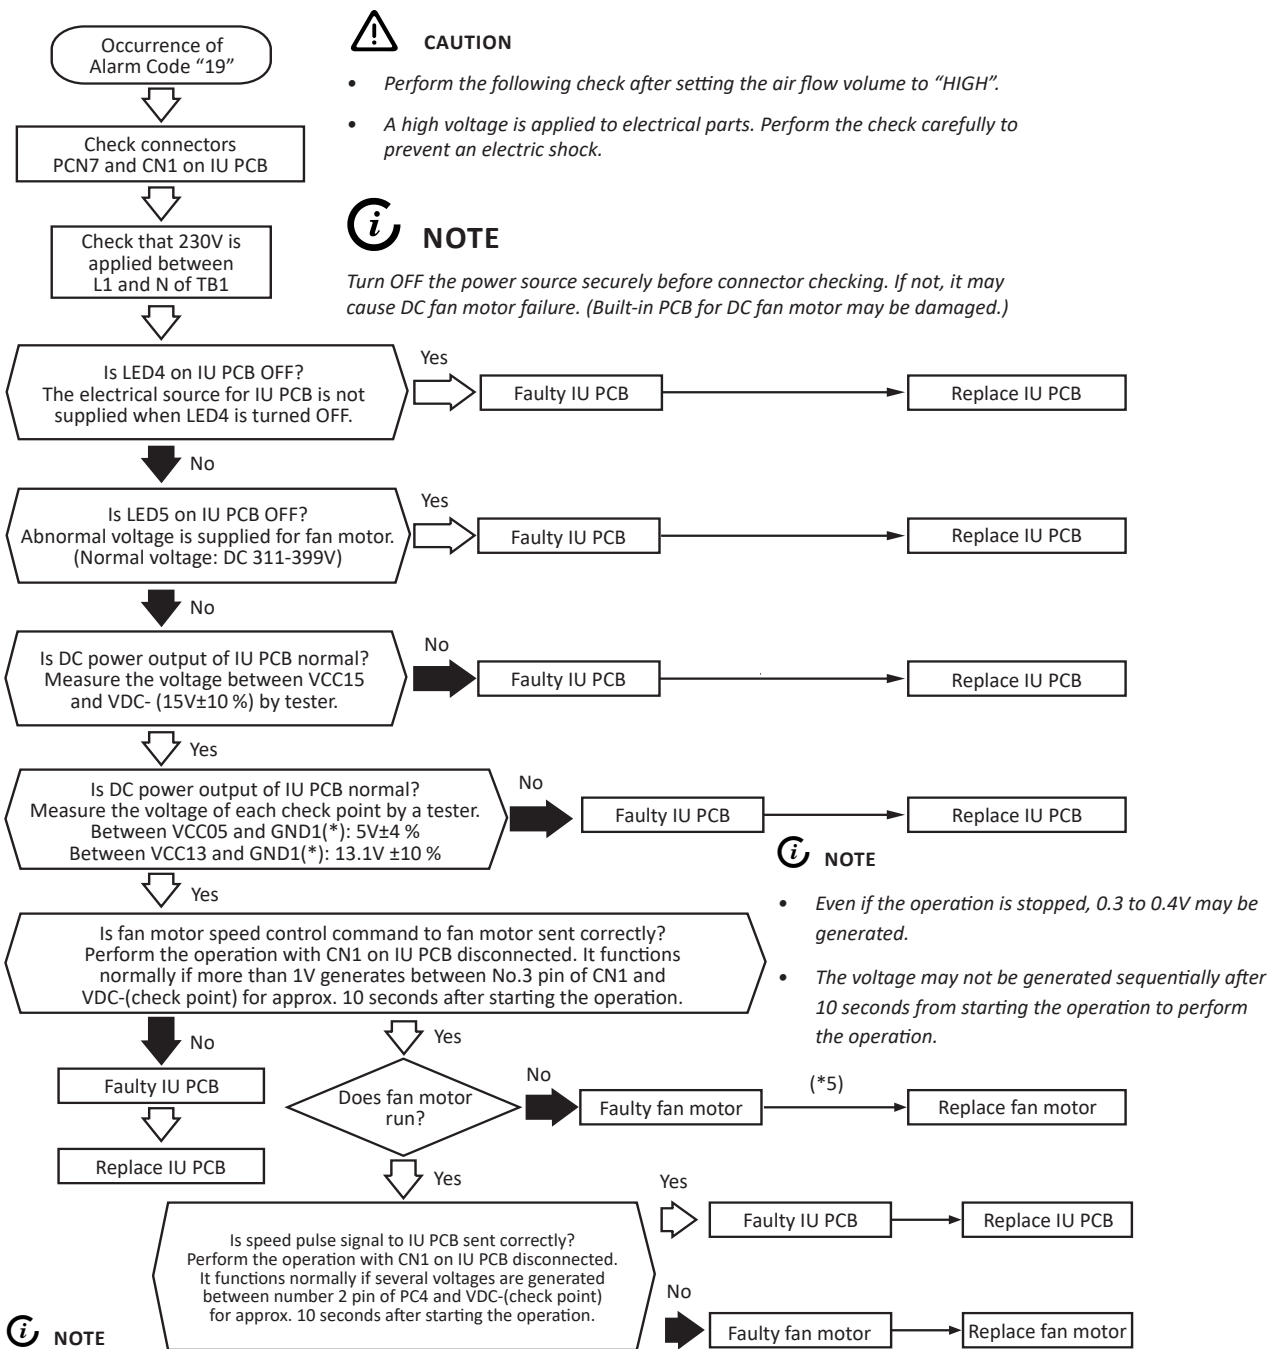 Occurrence of
Alarm Code “19”
CAUTION
• Perform the following check after setting the air flow volume to “HIGH”.
• A high voltage is applied to electrical parts. Perform the check carefully to
prevent an electric shock.
Check connectors
PCN7 and CN1 on IU PCB
NOTE
Turn OFF the power source securely before connector checking. If not, it may
cause DC fan motor failure. (Built-in PCB for DC fan motor may be damaged.)
Check that 230V is
applied between
L1 and N of TB1
Is LED4 on IU PCB OFF?
The electrical source for IU PCB is not
supplied when LED4 is turned OFF.
Yes
Faulty IU PCB
Replace IU PCB
No
Is LED5 on IU PCB OFF?
Abnormal voltage is supplied for fan motor.
(Normal voltage: DC 311-399V)
Yes
Faulty IU PCB
Replace IU PCB
No
Is DC power output of IU PCB normal?
Measure the voltage between VCC15
and VDC- (15V±10 %) by tester.
No
Faulty IU PCB
Replace IU PCB
Yes
Is DC power output of IU PCB normal?
Measure the voltage of each check point by a tester.
Between VCC05 and GND1(*): 5V±4 %
Between VCC13 and GND1(*): 13.1V ±10 %
No
Faulty IU PCB
Replace IU PCB
Yes
NOTE
• Even if the operation is stopped, 0.3 to 0.4V may be
generated.
• The voltage may not be generated sequentially after
10 seconds from starting the operation to perform
the operation.
Is fan motor speed control command to fan motor sent correctly?
Perform the operation with CN1 on IU PCB disconnected. It functions
normally if more than 1V generates between No.3 pin of CN1 and
VDC-(check point) for approx. 10 seconds after starting the operation.
No
Faulty IU PCB
Replace IU PCB
Yes
Does fan motor
run?
No
Faulty fan motor
(*5)
Replace fan motor
Yes
Is speed pulse signal to IU PCB sent correctly?
Perform the operation with CN1 on IU PCB disconnected.
It functions normally if several voltages are generated
between number 2 pin of PC4 and VDC-(check point)
for approx. 10 seconds after starting the operation.
Yes
Faulty IU PCB
Replace IU PCB
No
Faulty fan motor
Replace fan motor
NOTE